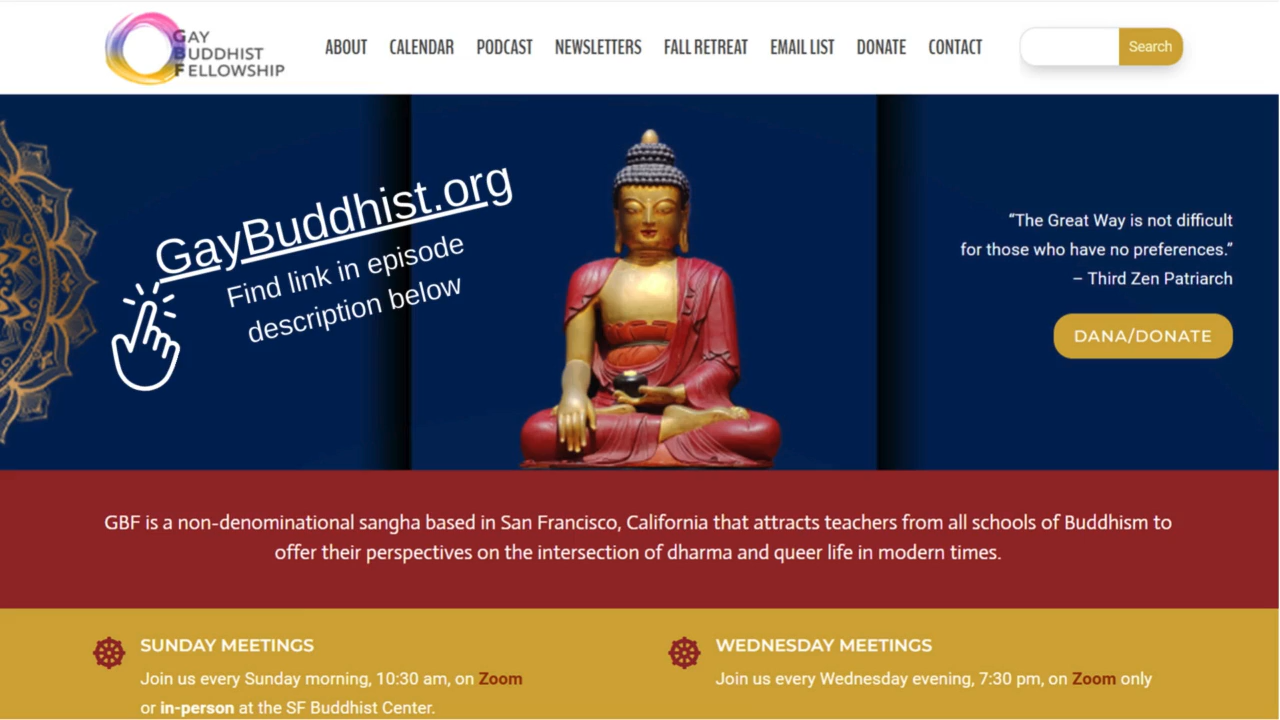 GAY
BUDDHIST
FELLOWSHIP
ABOUT CALENDAR PODCAST NEWSLETTERS FALL RETREAT EMAIL LIST DONATE CONTACT
Search
GayBuddhist.org
Find link in episode
description below
“The Great Way is not difficult
for those who have no preferences.”
– Third Zen Patriarch
DANA/DONATE
GBF is a non-denominational sangha based in San Francisco, California that attracts teachers from all schools of Buddhism to
offer their perspectives on the intersection of dharma and queer life in modern times.
SUNDAY MEETINGS
Join us every Sunday morning, 10:30 am, on Zoom
or in-person at the SF Buddhist Center.
WEDNESDAY MEETINGS
Join us every Wednesday evening, 7:30 pm, on Zoom only